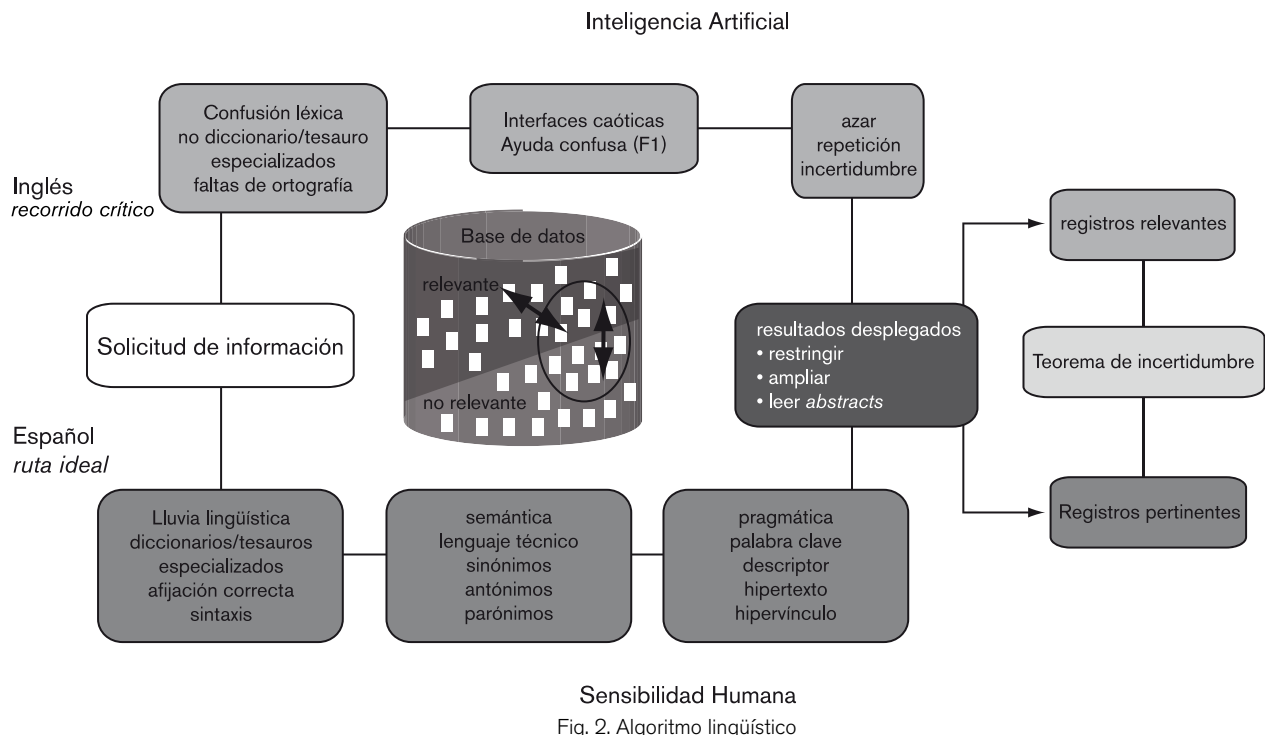 Inteligencia Artificial
Confusión léxica
no diccionario/tesauro
especializados
faltas de ortografía
Interfaces caóticas
Ayuda confusa (F1)
azar
repetición
incertidumbre
Inglés
recorrido crítico
registros relevantes
Base de datos
relevante
no relevante
Solicitud de información
resultados desplegados
• restringir
• ampliar
• leer abstracts
Teorema de incertidumbre
Español
ruta ideal
Lluvia lingüística
diccionarios/tesauros
especializados
afijación correcta
sintaxis
semántica
lenguaje técnico
sinónimos
antónimos
parónimos
pragmática
palabra clave
descriptor
hipertexto
hipervínculo
Registros pertinentes
Sensibilidad Humana
Fig. 2. Algoritmo lingüístico